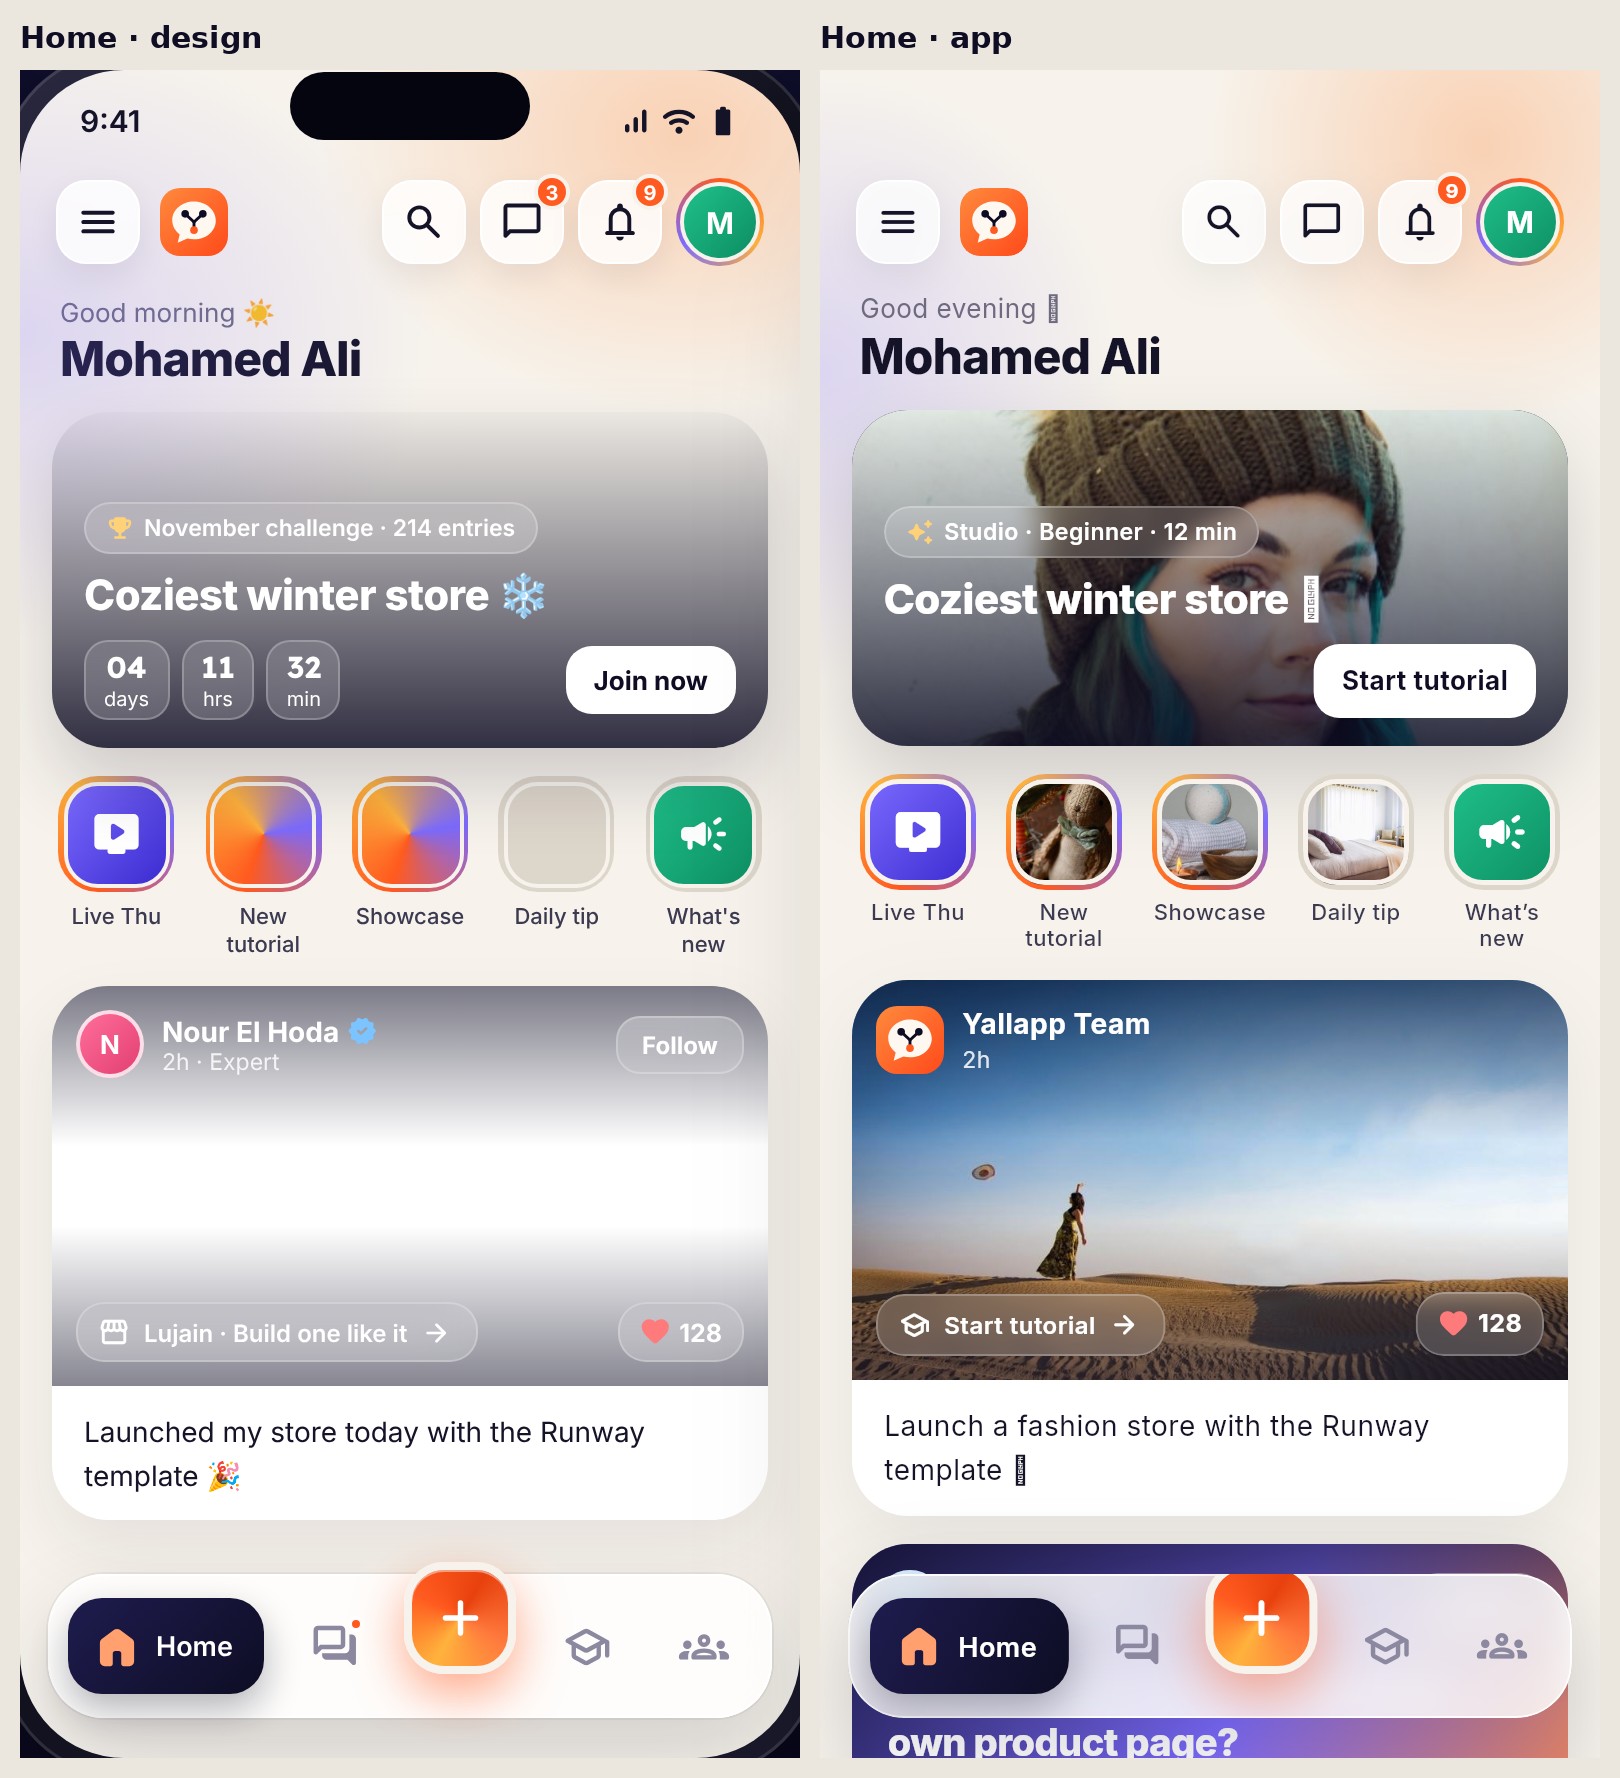 Home · design
9:41
3
9
M
Good morning ☀️
Mohamed Ali
November challenge · 214 entries
Coziest winter store ❄️
04 days
11 hrs
32 min
Join now
Live Thu
New tutorial
Showcase
Daily tip
What's new
N
Nour El Hoda
2h · Expert
Follow
Lujain · Build one like it →
128
Launched my store today with the Runway
template 🎉
Home
Home · app
9
M
Good evening
Mohamed Ali
Studio · Beginner · 12 min
Coziest winter store
Start tutorial
Live Thu
New tutorial
Showcase
Daily tip
What’s new
Yallapp Team
2h
Start tutorial →
128
Launch a fashion store with the Runway
template
Home
own product page?